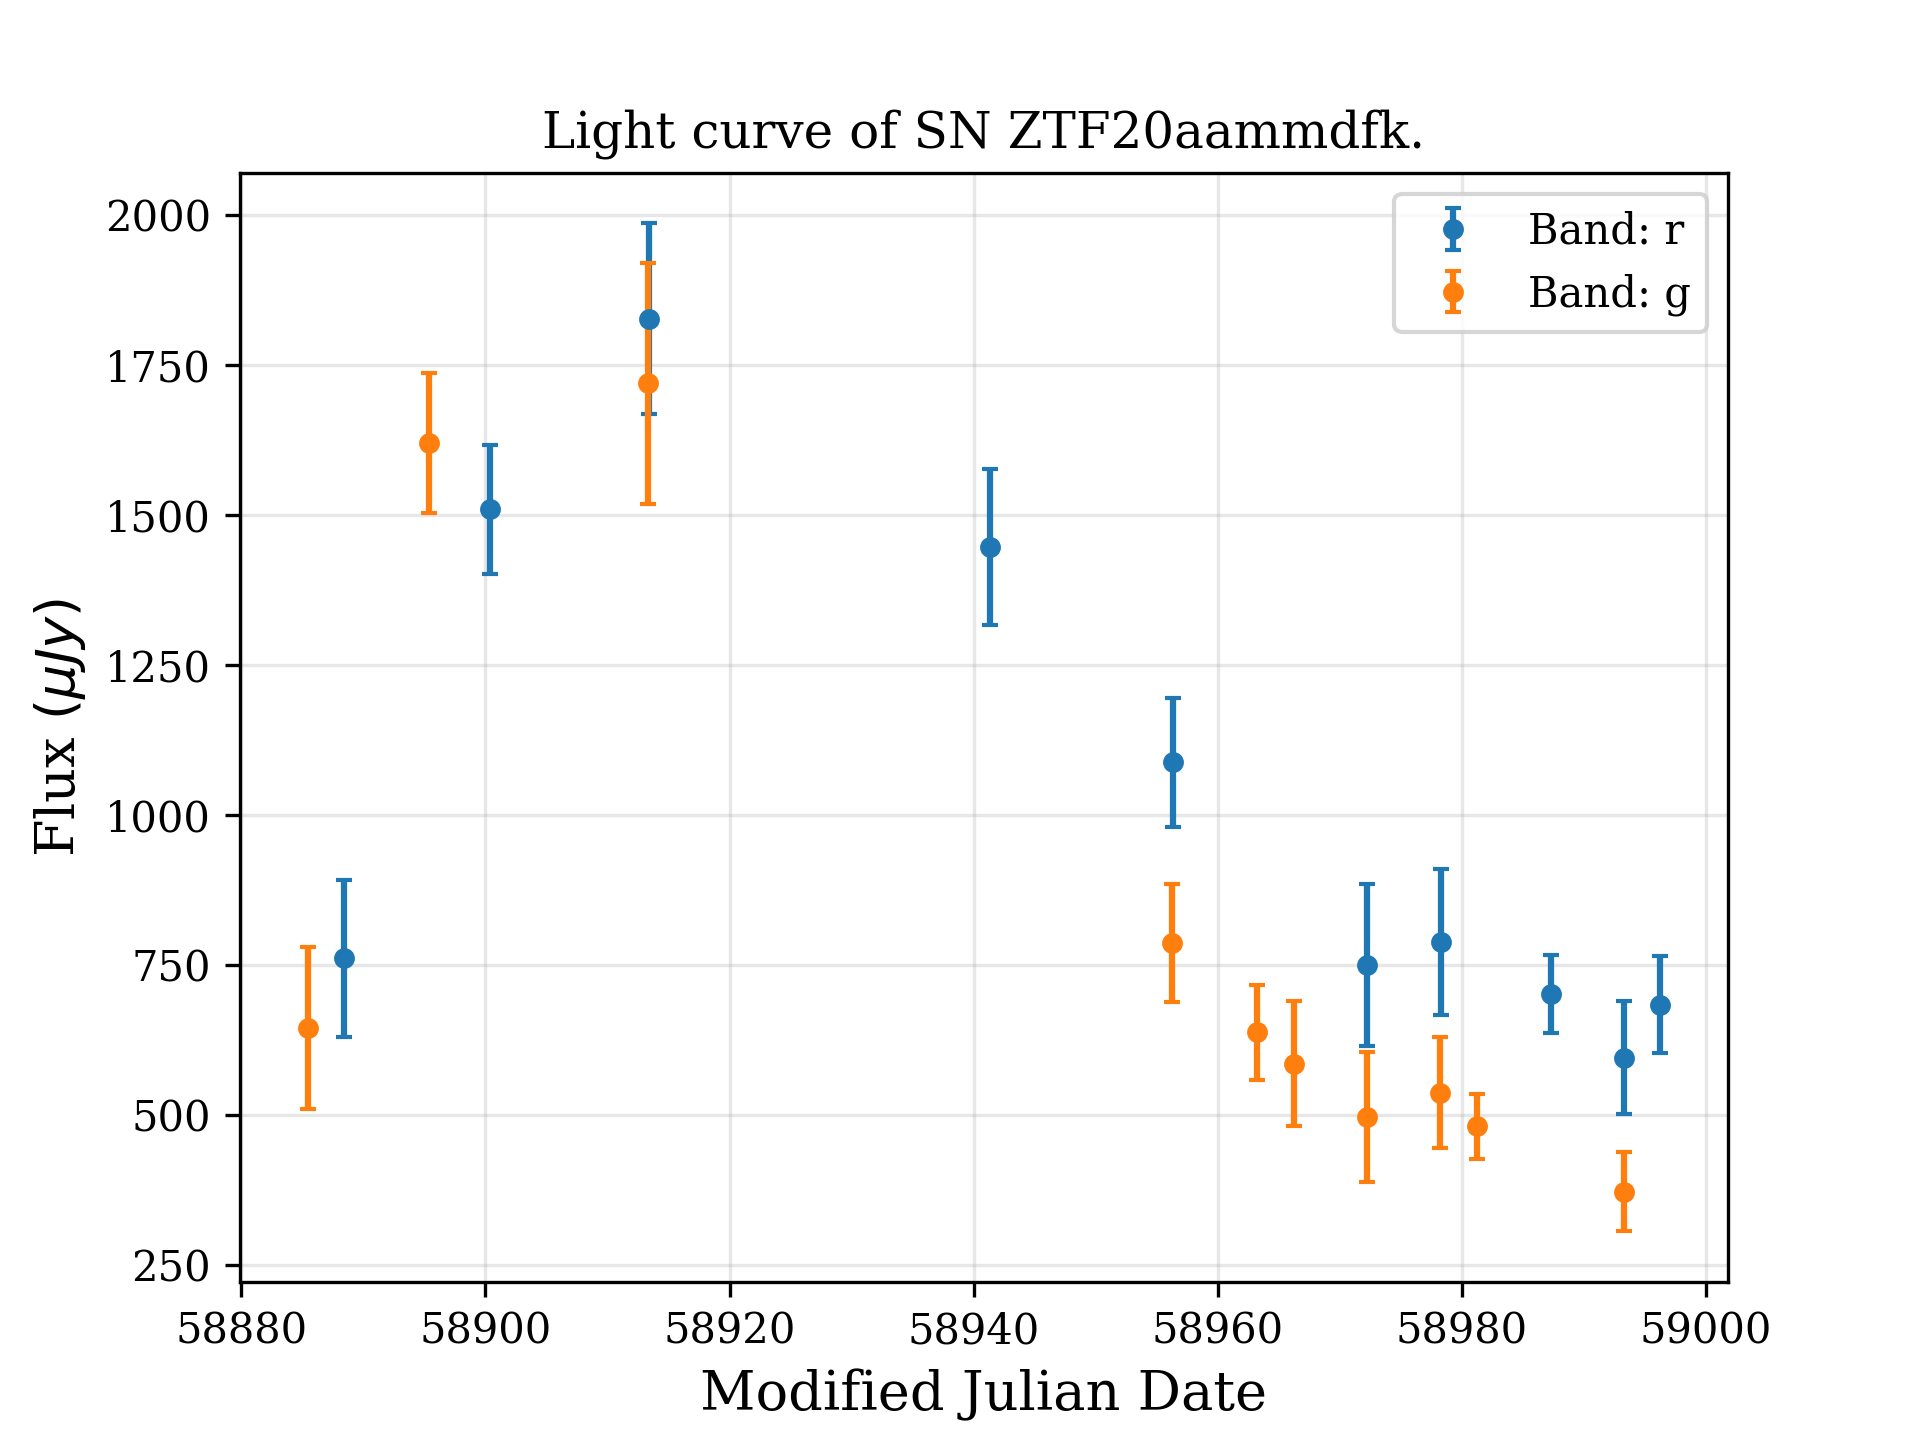 Light curve of SN ZTF20aammdfk.
Band: r
Band: g
2000
1750
1500
1250
1000
750
500
250
Flux (μJy)
58880 58900 58920 58940 58960 58980 59000
Modified Julian Date